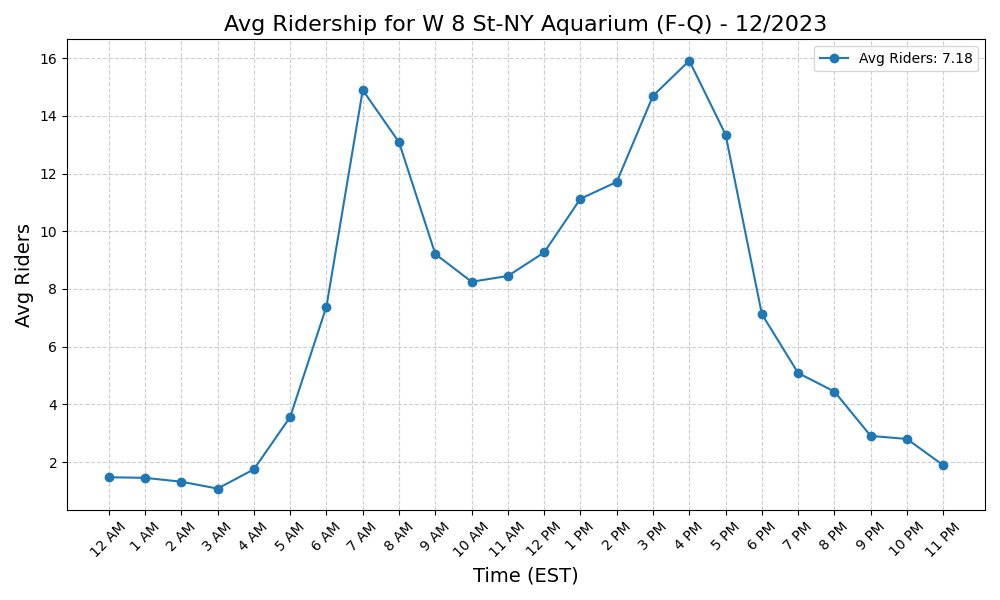 Avg Ridership for W 8 St-NY Aquarium (F-Q) - 12/2023
Avg Riders: 7.18
Avg Riders
16
14
12
10
8
6
4
2
12 AM
1 AM
2 AM
3 AM
4 AM
5 AM
6 AM
7 AM
8 AM
9 AM
10 AM
11 AM
12 PM
1 PM
2 PM
3 PM
4 PM
5 PM
6 PM
7 PM
8 PM
9 PM
10 PM
11 PM
Time (EST)